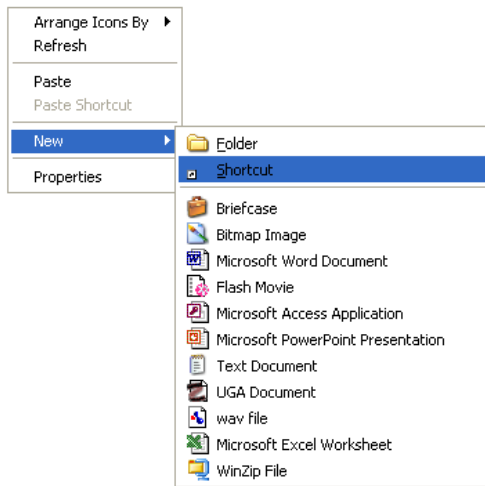 Arrange Icons By
Refresh
Paste
Paste Shortcut
New
Properties
Folder
Shortcut
Briefcase
Bitmap Image
Microsoft Word Document
Flash Movie
Microsoft Access Application
Microsoft PowerPoint Presentation
Text Document
UGA Document
wav file
Microsoft Excel Worksheet
WinZip File